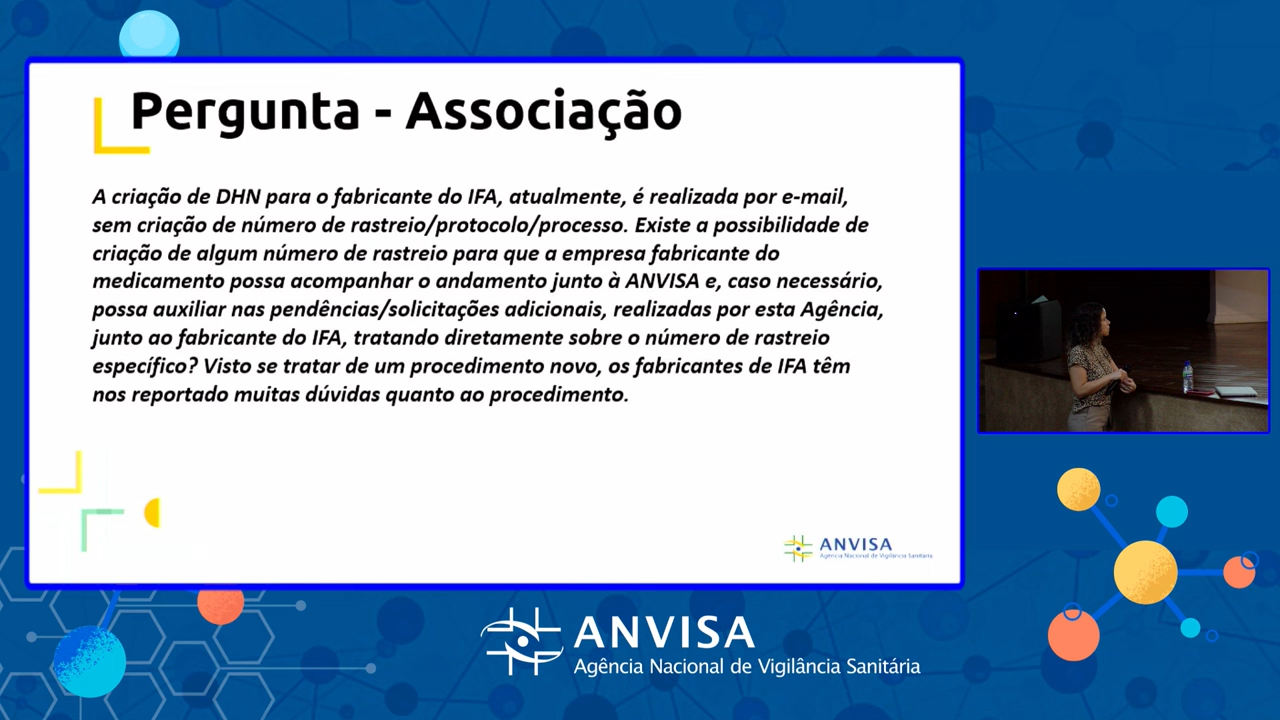 Pergunta - Associação
A criação de DHN para o fabricante do IFA, atualmente, é realizada por e-mail,
sem criação de número de rastreio/protocolo/processo. Existe a possibilidade de
criação de algum número de rastreio para que a empresa fabricante do
medicamento possa acompanhar o andamento junto à ANVISA e, caso necessário,
possa auxiliar nas pendências/solicitações adicionais, realizadas por esta Agência,
junto ao fabricante do IFA, tratando diretamente sobre o número de rastreio
específico? Visto se tratar de um procedimento novo, os fabricantes de IFA têm
nos reportado muitas dúvidas quanto ao procedimento.
ANVISA
Agência Nacional de Vigilância Sanitária
ANVISA
Agência Nacional de Vigilância Sanitária